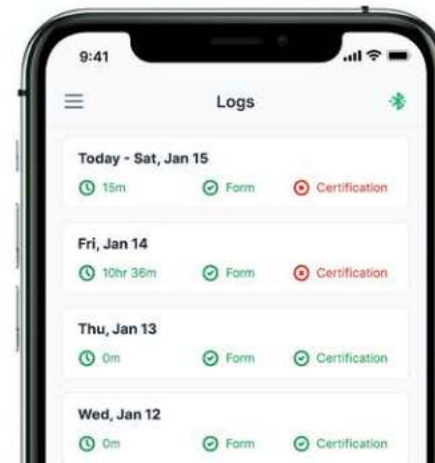 9:41
Logs
Today - Sat, Jan 15
15m Form Certification
Fri, Jan 14
10hr 36m Form Certification
Thu, Jan 13
0m Form Certification
Wed, Jan 12
0m Form Certification